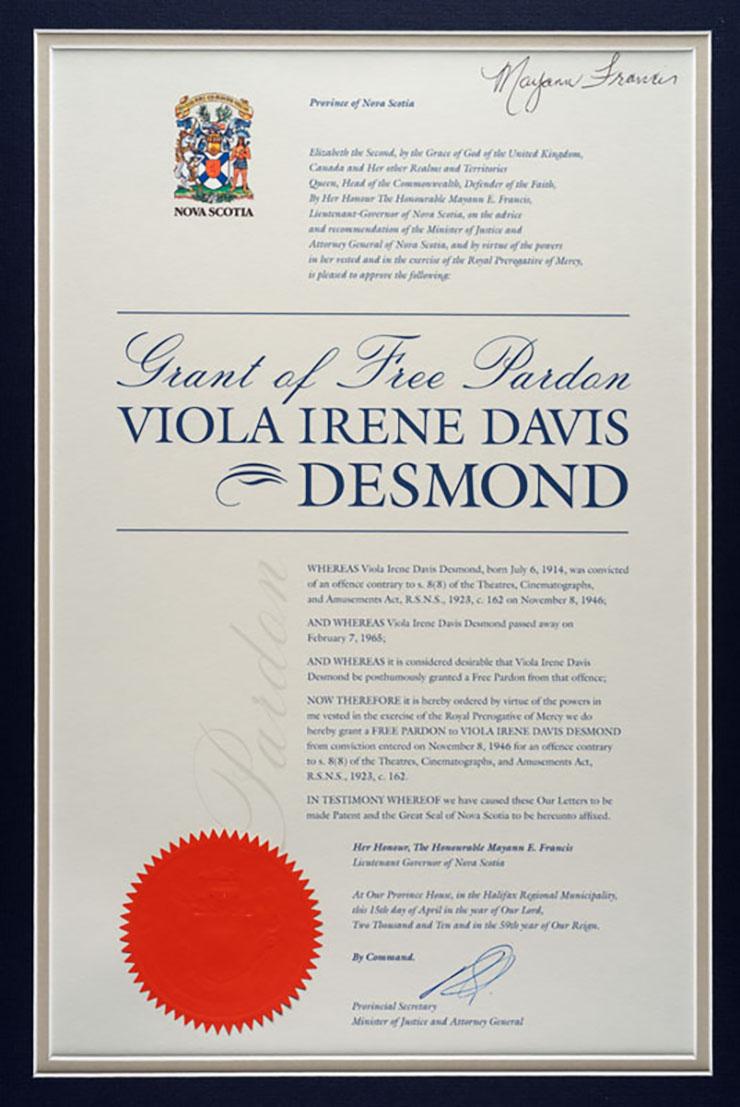 Mayann Francis
Province of Nova Scotia
NOVA SCOTIA
Elizabeth the Second, by the Grace of God of the United Kingdom,
Canada and Her other Realms and Territories
Queen, Head of the Commonwealth, Defender of the Faith,
By Her Honour The Honourable Mayann E. Francis,
Lieutenant-Governor of Nova Scotia, on the advice
and recommendation of the Minister of Justice and
Attorney General of Nova Scotia, and by virtue of the powers
in her vested and in the exercise of the Royal Prerogative of Mercy,
is pleased to approve the following:
Grant of Free Pardon
VIOLA IRENE DAVIS
DESMOND
Pardon
WHEREAS Viola Irene Davis Desmond, born July 6, 1914, was convicted
of an offence contrary to s. 8(8) of the Theatres, Cinematographs,
and Amusements Act, R.S.N.S., 1923, c. 162 on November 8, 1946;
AND WHEREAS Viola Irene Davis Desmond passed away on
February 7, 1965;
AND WHEREAS it is considered desirable that Viola Irene Davis
Desmond be posthumously granted a Free Pardon from that offence;
NOW THEREFORE it is hereby ordered by virtue of the powers in
me vested in the exercise of the Royal Prerogative of Mercy we do
hereby grant a FREE PARDON to VIOLA IRENE DAVIS DESMOND
from conviction entered on November 8, 1946 for an offence contrary
to s. 8(8) of the Theatres, Cinematographs, and Amusements Act,
R.S.N.S., 1923, c. 162.
IN TESTIMONY WHEREOF we have caused these Our Letters to be
made Patent and the Great Seal of Nova Scotia to be hereunto affixed.
Her Honour, The Honourable Mayann E. Francis
Lieutenant Governor of Nova Scotia
At Our Province House, in the Halifax Regional Municipality,
this 15th day of April in the year of Our Lord,
Two Thousand and Ten and in the 59th year of Our Reign.
By Command.
Provincial Secretary
Minister of Justice and Attorney General